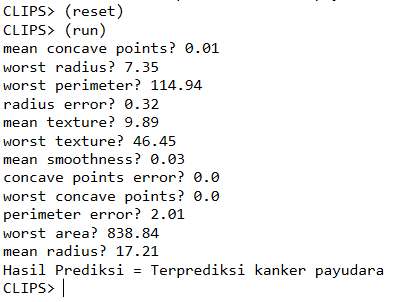 CLIPS> (reset)
CLIPS> (run)
mean concave points? 0.01
worst radius? 7.35
worst perimeter? 114.94
radius error? 0.32
mean texture? 9.89
worst texture? 46.45
mean smoothness? 0.03
concave points error? 0.0
worst concave points? 0.0
perimeter error? 2.01
worst area? 838.84
mean radius? 17.21
Hasil Prediksi = Terprediksi kanker payudara
CLIPS>